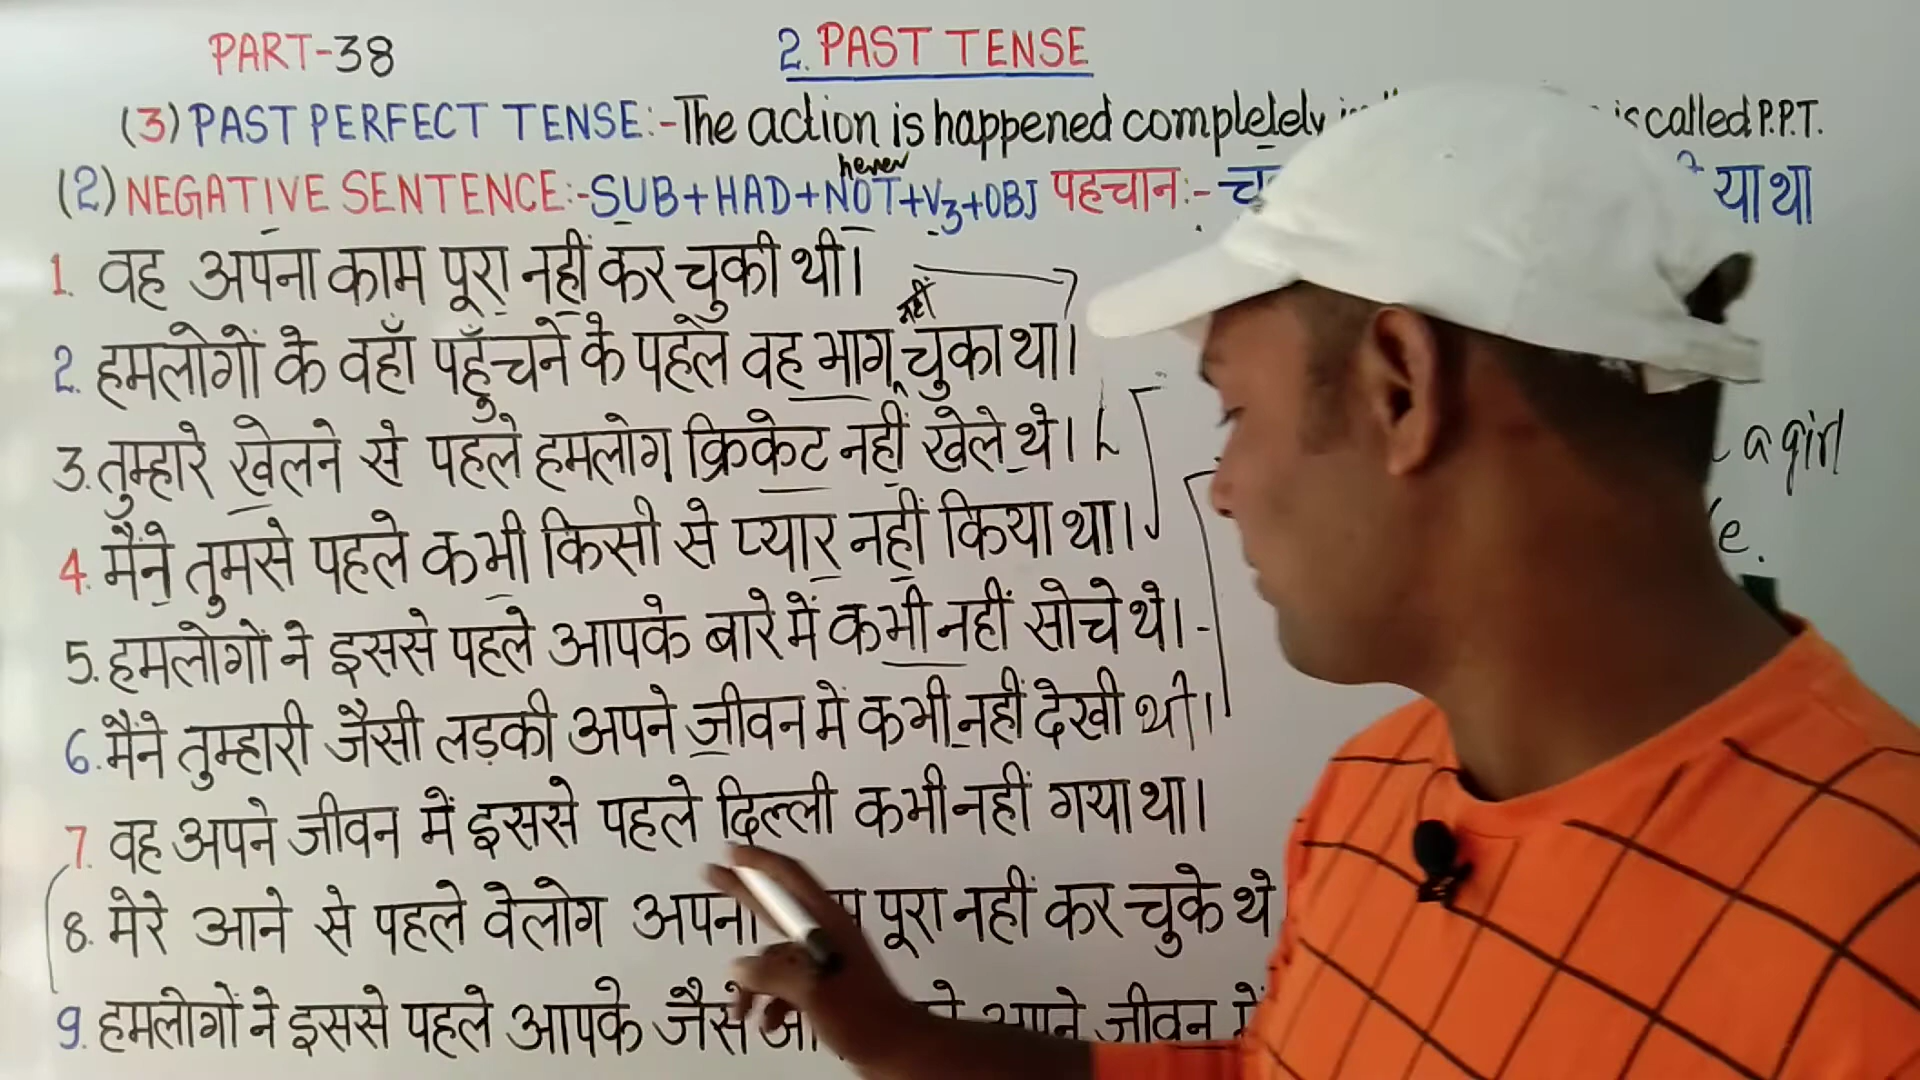 PART-38
2. PAST TENSE
(3) PAST PERFECT TENSE:- The action is happened completely is called P.P.T.
never
(2) NEGATIVE SENTENCE:- SUB+HAD+NOT+V3+OBJ पहचान:- या था
1. वह अपना काम पूरा नहीं कर चुकी थी।
नहीं
2. हमलोगों के वहाँ पहुँचने के पहले वह भाग चुका था।
3. तुम्हारे खेलने से पहले हमलोग क्रिकेट नहीं खेले थे।
a girl
4. मैंने तुमसे पहले कभी किसी से प्यार नहीं किया था।
5. हमलोगों ने इससे पहले आपके बारे में कभी नहीं सोचे थे।
6. मैंने तुम्हारी जैसी लड़की अपने जीवन में कभी नहीं देखी थी।
7. वह अपने जीवन में इससे पहले दिल्ली कभी नहीं गया था।
8. मेरे आने से पहले वेलोग अपना पूरा नहीं कर चुके थे
9. हमलोगों ने इससे पहले आपके जैसे अपने जीवन में